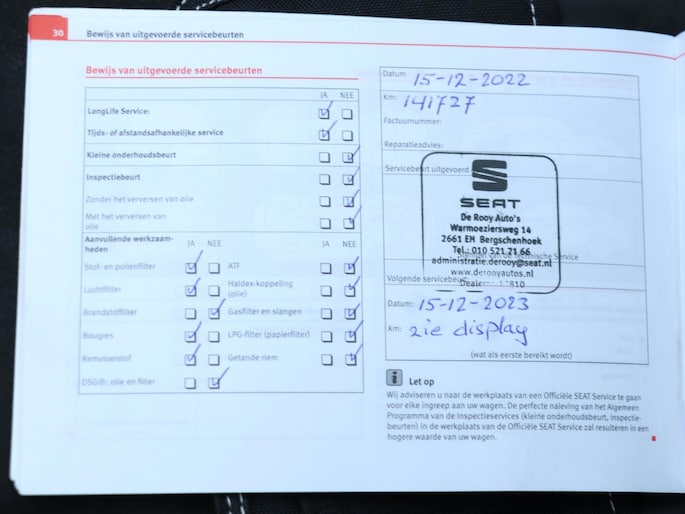 30 Bewijs van uitgevoerde servicebeurten
Bewijs van uitgevoerde servicebeurten
JA NEE
LongLife Service:
Tijds- of afstandsafhankelijke service
Kleine onderhoudsbeurt
Inspectiebeurt
Zonder het verversen van olie
Met het verversen van
olie
Aanvullende werkzaam-
heden
JA NEE JA NEE
Stof- en pollenfilter ATF
Luchtfilter Haldex-koppeling
(olie)
Brandstoffilter Gasfilter en slangen
Bougies LPG-filter (papierfilter)
Remvloeistof Getande riem
DSG®: olie en filter
Datum: 15-12-2022
Km: 141727
Factuurnummer:
Reparatieadvies:
Servicebeurt uitgevoerd
SEAT
De Rooy Auto's
Warmoeziersweg 14
2661 EH Bergschenhoek
Tel.: 010 521 21 66
Technische Service
administratie.derooy@seat.nl
www.derooyautos.nl
Volgende servicebeurt
Datum: 15-12-2023
Km: zie display
(wat als eerste bereikt wordt)
i Let op
Wij adviseren u naar de werkplaats van een Officiële SEAT Service te gaan
voor elke ingreep aan uw wagen. De perfecte naleving van het Algemeen
Programma van de Inspectieservices (kleine onderhoudsbeurt, inspectie-
beurten) in de werkplaats van de Officiële SEAT Service zal resulteren in een
hogere waarde van uw wagen.